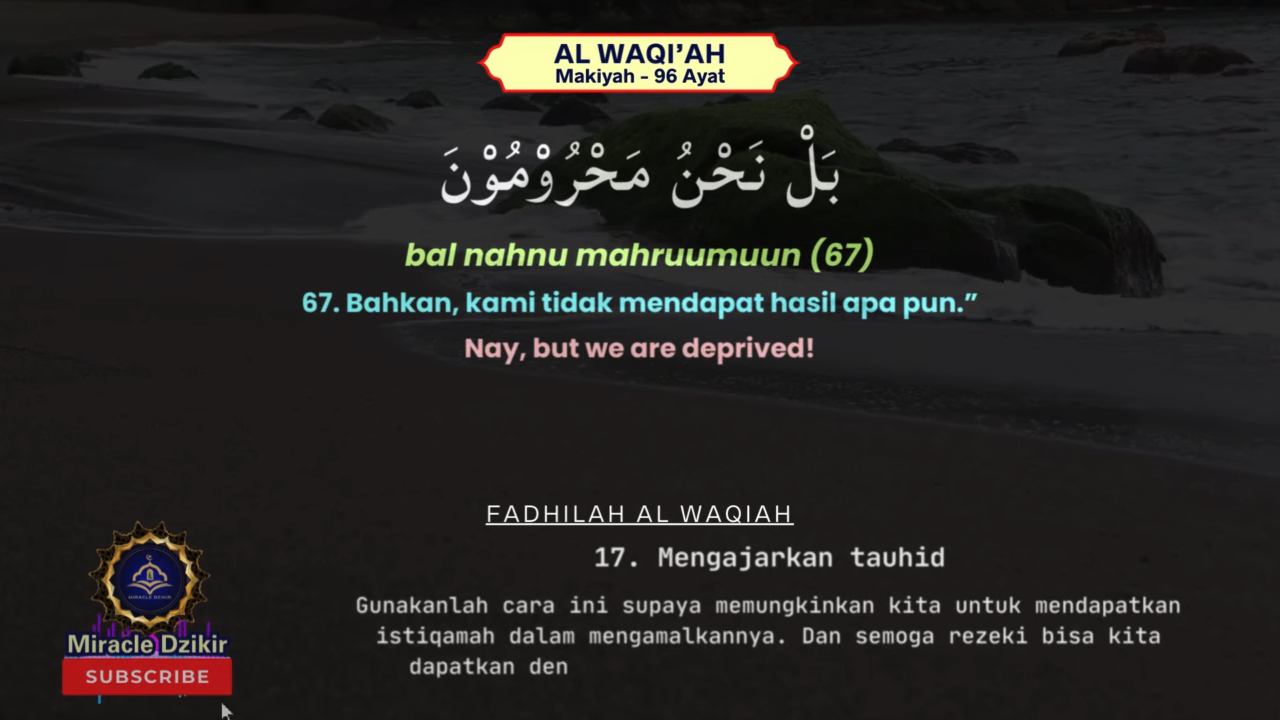 AL WAQI’AH
Makiyah - 96 Ayat
بَلْ نَحْنُ مَحْرُوْمُوْنَ
bal nahnu mahruumuun (67)
67. Bahkan, kami tidak mendapat hasil apa pun.”
Nay, but we are deprived!
FADHILAH AL WAQIAH
17. Mengajarkan tauhid
Gunakanlah cara ini supaya memungkinkan kita untuk mendapatkan
istiqamah dalam mengamalkannya. Dan semoga rezeki bisa kita
dapatkan den
MIRACLE DZIKIR
Miracle Dzikir
SUBSCRIBE